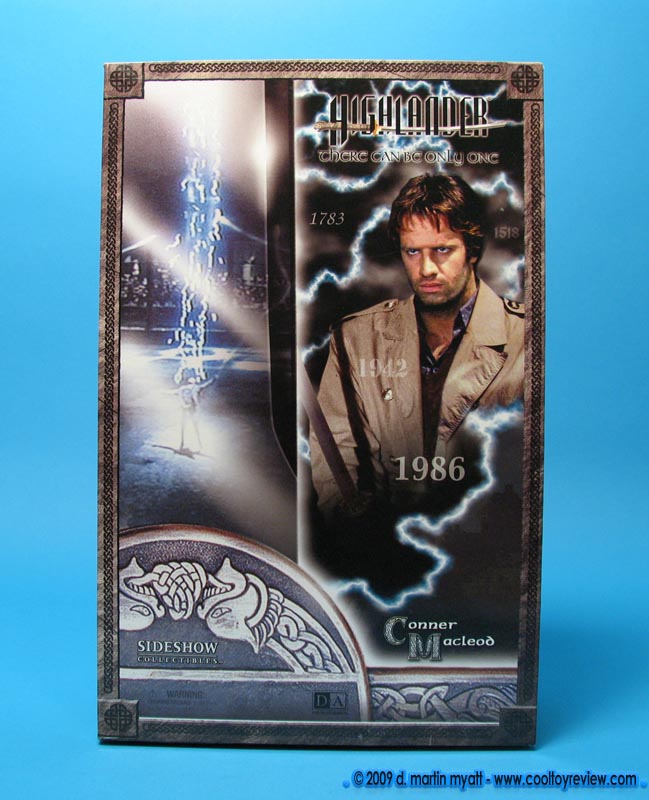 HIGHLANDER
THERE CAN BE ONLY ONE
1783
1518
1942
1986
Conner
Macleod
SIDESHOW
COLLECTIBLES
WARNING:
DA
© 2009 d. martin myatt - www.cooltoyreview.com